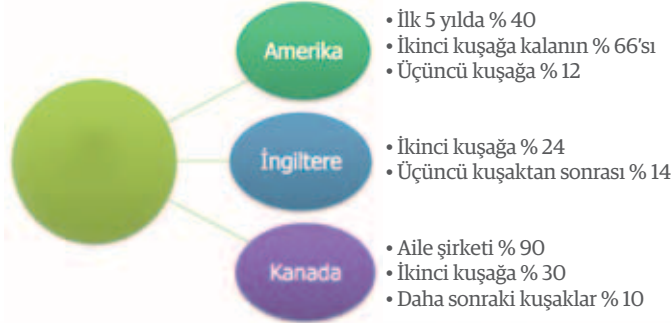 Amerika
• İlk 5 yılda % 40
• İkinci kuşağa kalanın % 66'sı
• Üçüncü kuşağa % 12
İngiltere
• İkinci kuşağa % 24
• Üçüncü kuşaktan sonrası % 14
Kanada
• Aile şirketi % 90
• İkinci kuşağa % 30
• Daha sonraki kuşaklar % 10